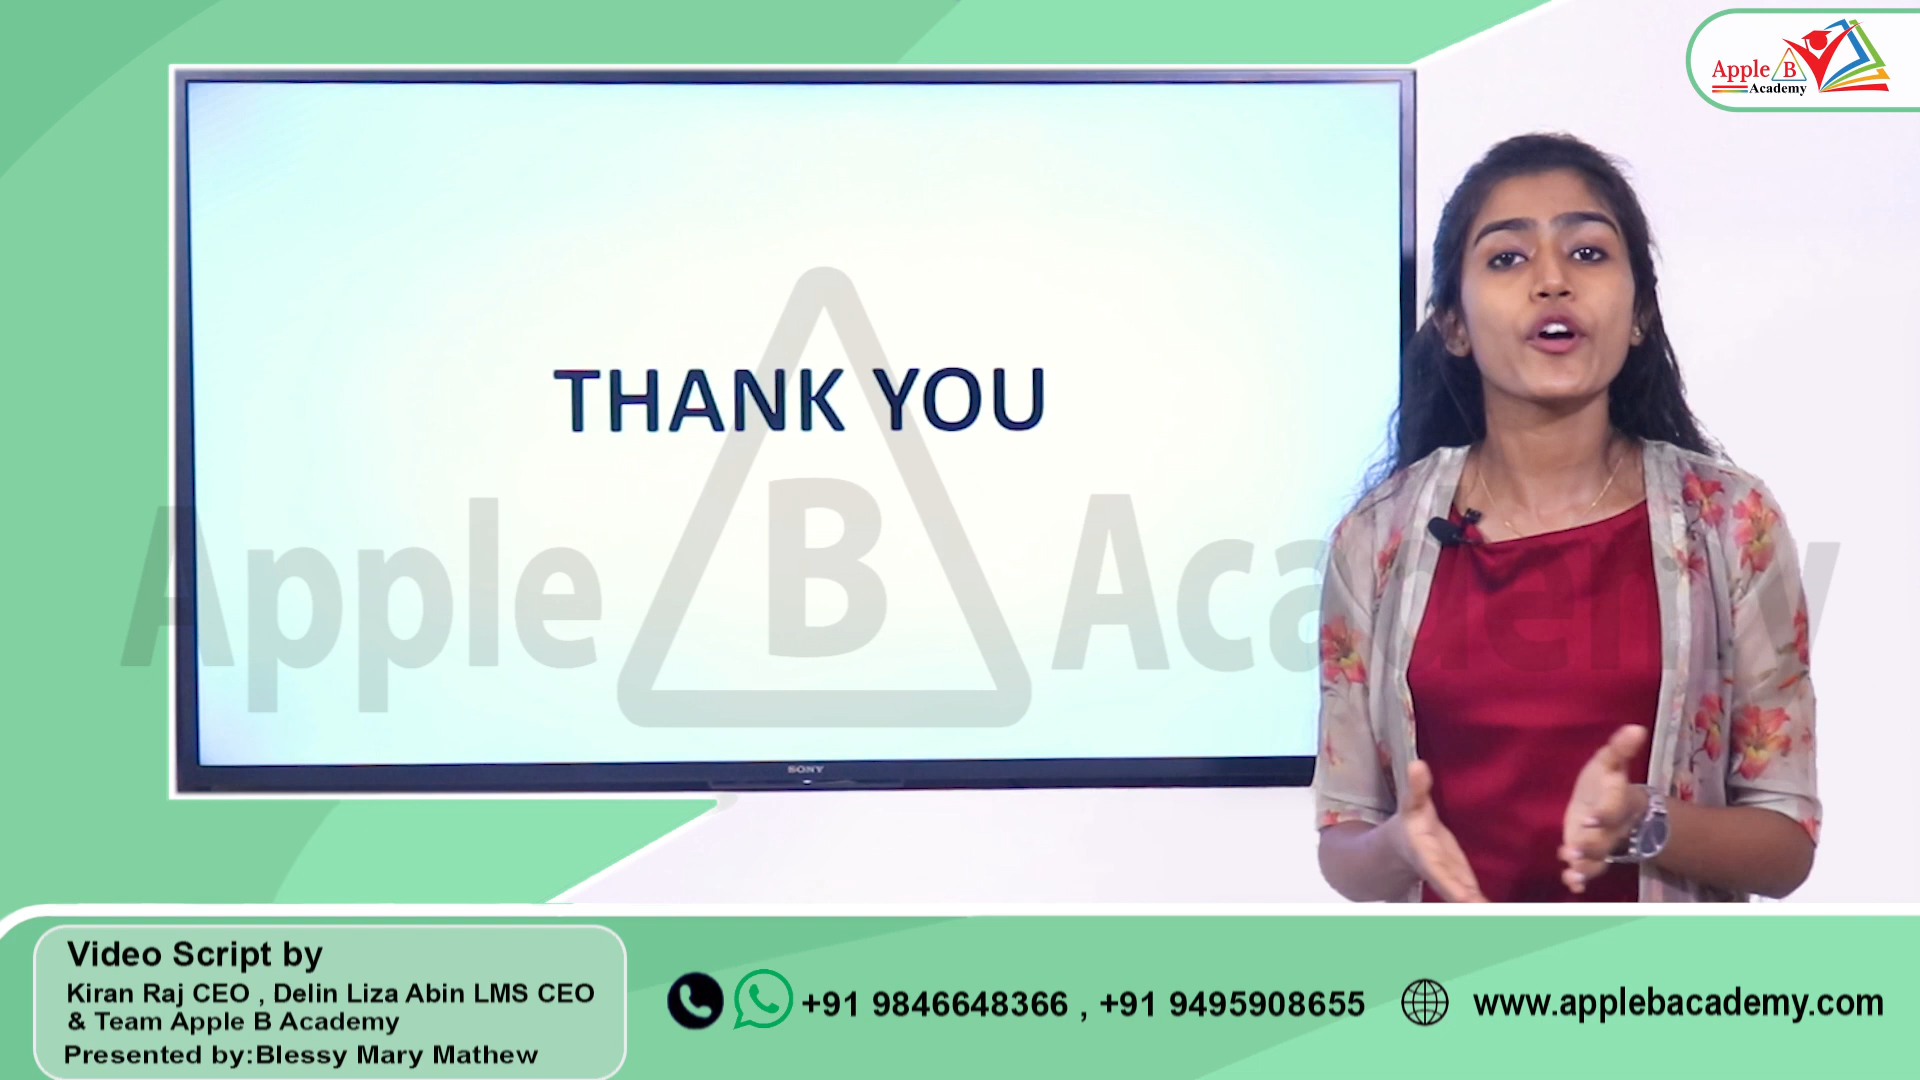 Apple B
Academy
THANK YOU
Apple B Academy
SONY
Video Script by
Kiran Raj CEO , Delin Liza Abin LMS CEO
& Team Apple B Academy
Presented by:Blessy Mary Mathew
+91 9846648366 , +91 9495908655
www.applebacademy.com